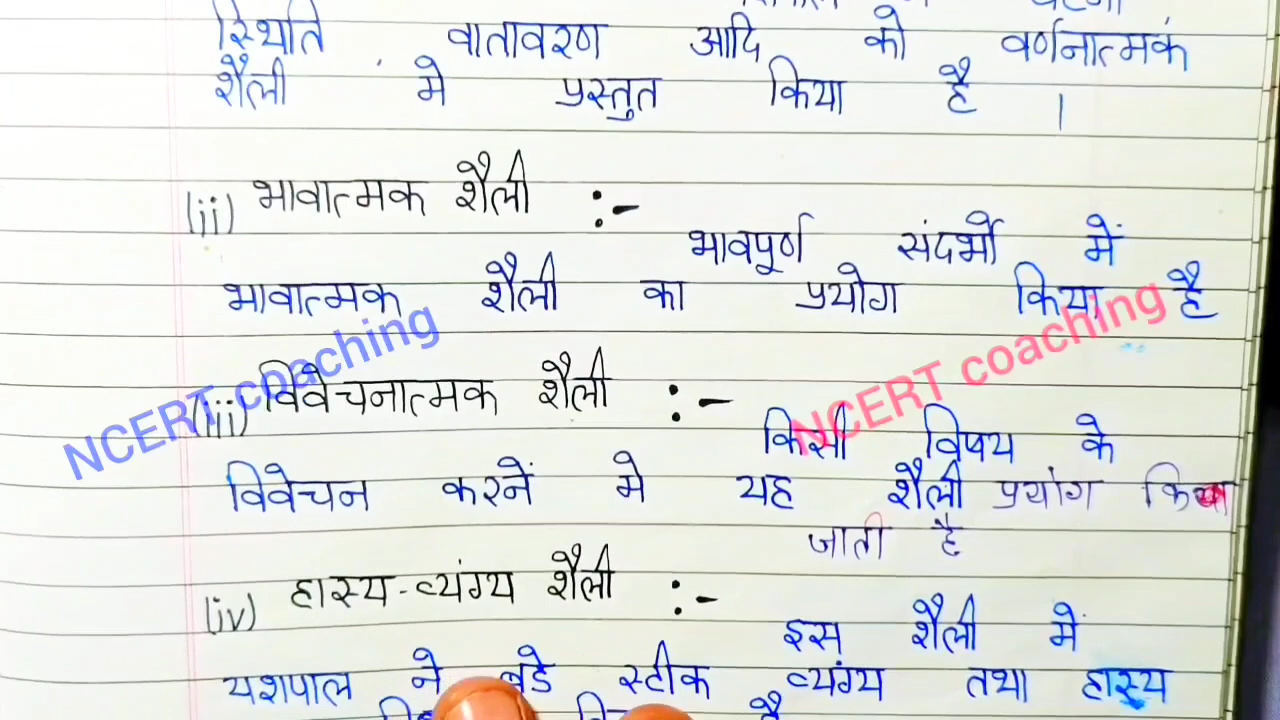 स्थिति वातावरण आदि को वर्णनात्मक
शैली मे प्रस्तुत किया है ।
(ii) भावात्मक शैली :-
भावपूर्ण संदर्भो में
भावात्मक शैली का प्रयोग किया है
NCERT coaching
NCERT coaching
(iii) विवेचनात्मक शैली :-
किसी विषय के
विवेचन करनें मे यह शैली प्रयोग किया
जाती है
(iv) हास्य-व्यंग्य शैली :-
इस शैली में
यशपाल ने बडे स्टीक व्यंग्य तथा हास्य
है